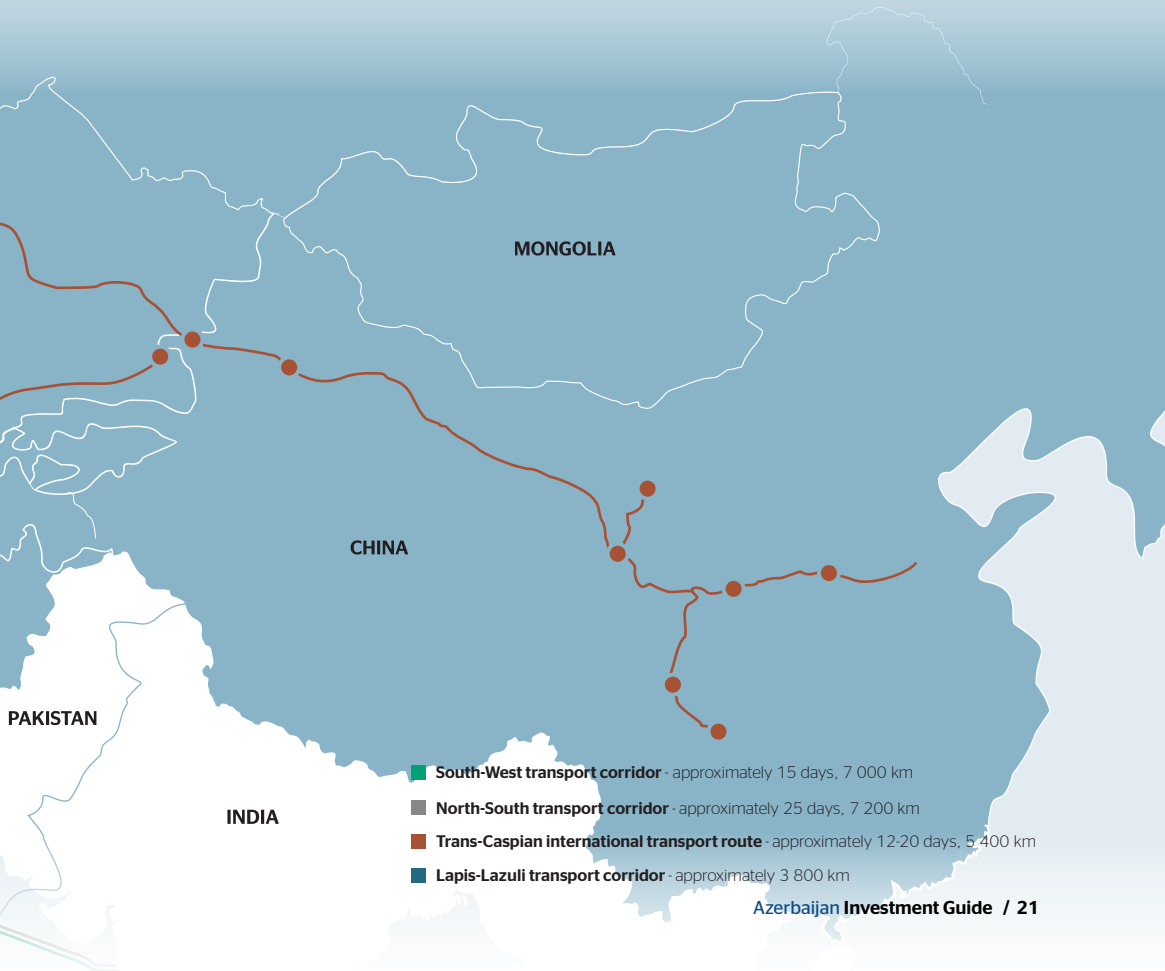 MONGOLIA
CHINA
PAKISTAN
INDIA
South-West transport corridor - approximately 15 days, 7 000 km
North-South transport corridor - approximately 25 days, 7 200 km
Trans-Caspian international transport route - approximately 12-20 days, 5 400 km
Lapis-Lazuli transport corridor - approximately 3 800 km
Azerbaijan Investment Guide / 21